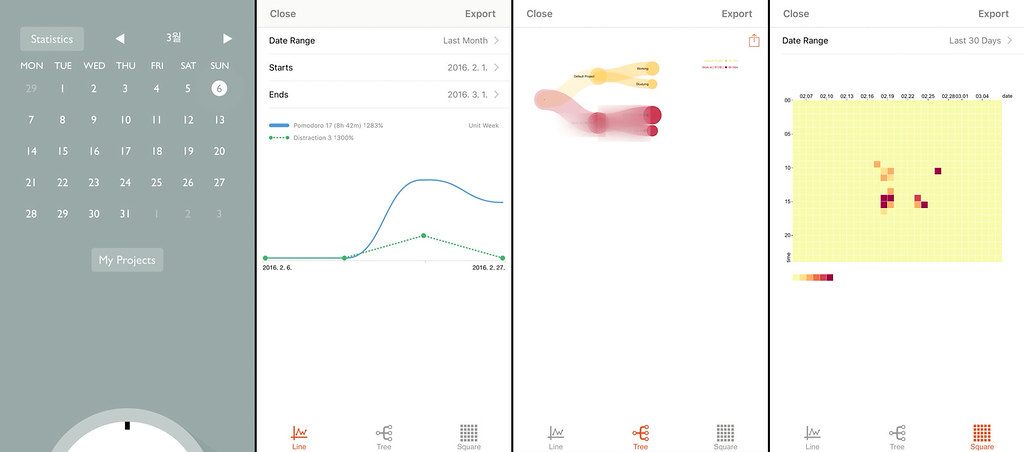 Statistics
3월
MON TUE WED THU FRI SAT SUN
29 1 2 3 4 5 6
7 8 9 10 11 12 13
14 15 16 17 18 19 20
21 22 23 24 25 26 27
28 29 30 31 1 2 3
My Projects
Close Export
Date Range Last Month
Starts 2016. 2. 1.
Ends 2016. 3. 1.
Pomodoro 17 (8h 42m) ↑283% Unit Week
Distraction 3 ↑300%
2016. 2. 6. 2016. 2. 27.
Line Tree Square
Close Export
Default Project
Working
Studying
Line Tree Square
Close Export
Date Range Last 30 Days
02,07 02,10 02,13 02,16 02,19 02,22 02,25 02,28 03,01 03,04 date
00
05
10
15
20
time
Line Tree Square